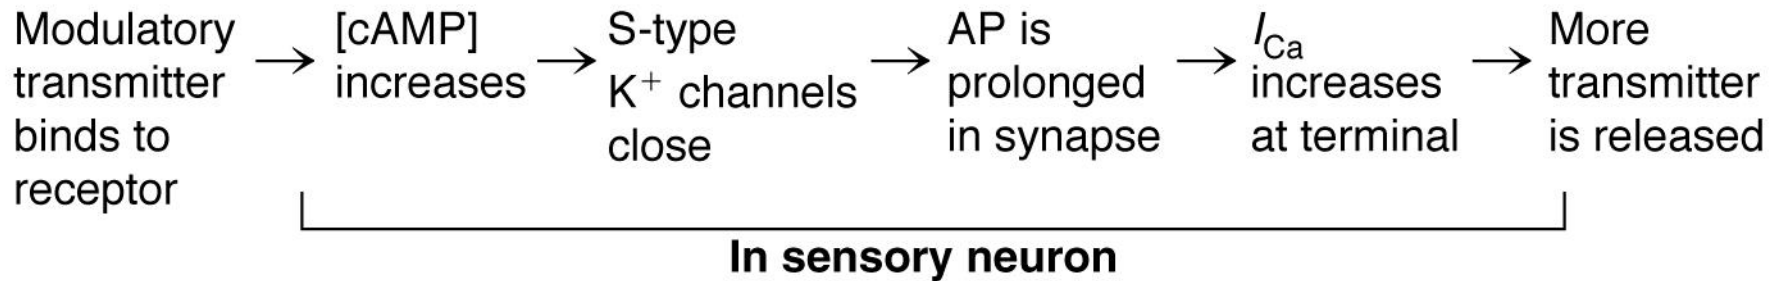 Modulatory
transmitter
binds to
receptor
→
[cAMP]
increases
→
S-type
K⁺ channels
close
→
AP is
prolonged
in synapse
→
I_Ca
increases
at terminal
→
More
transmitter
is released
In sensory neuron